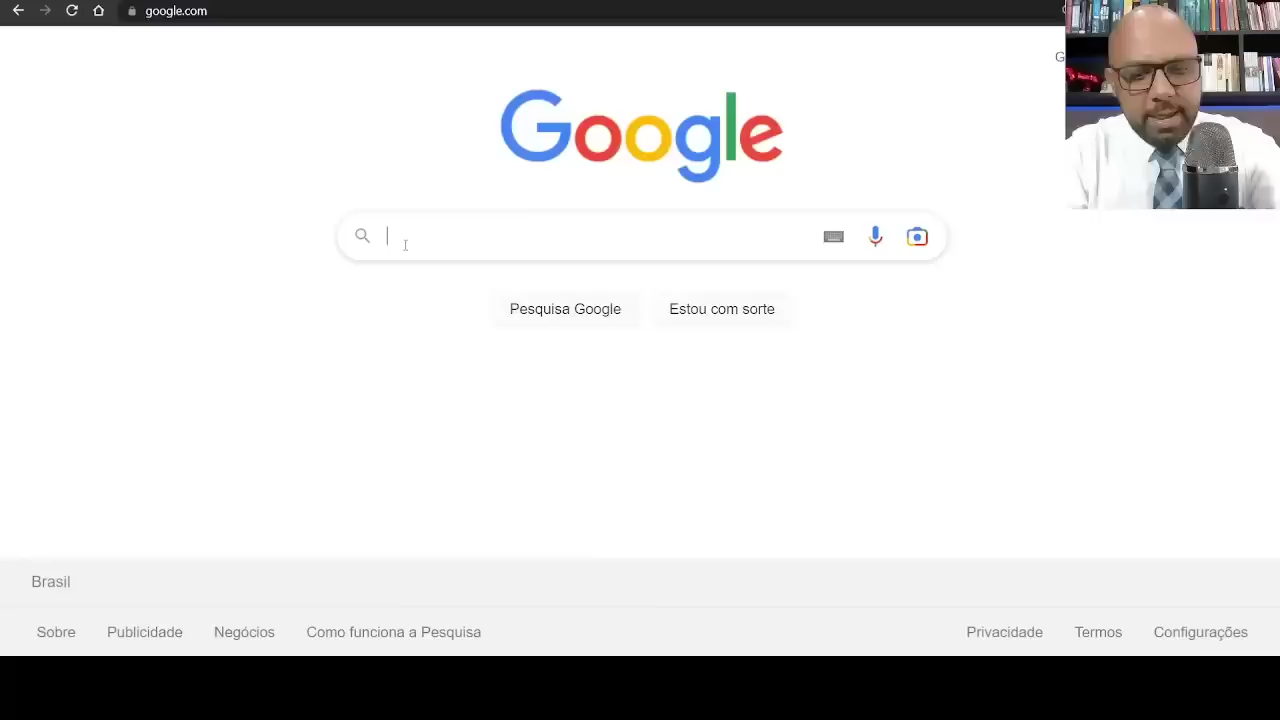 google.com
G
Google
Pesquisa Google
Estou com sorte
Brasil
Sobre
Publicidade
Negócios
Como funciona a Pesquisa
Privacidade
Termos
Configurações